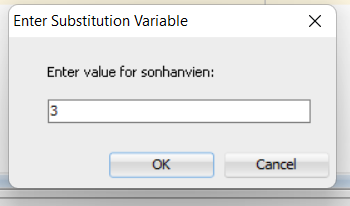 Enter Substitution Variable
Enter value for sonhanvien:
3
OK
Cancel